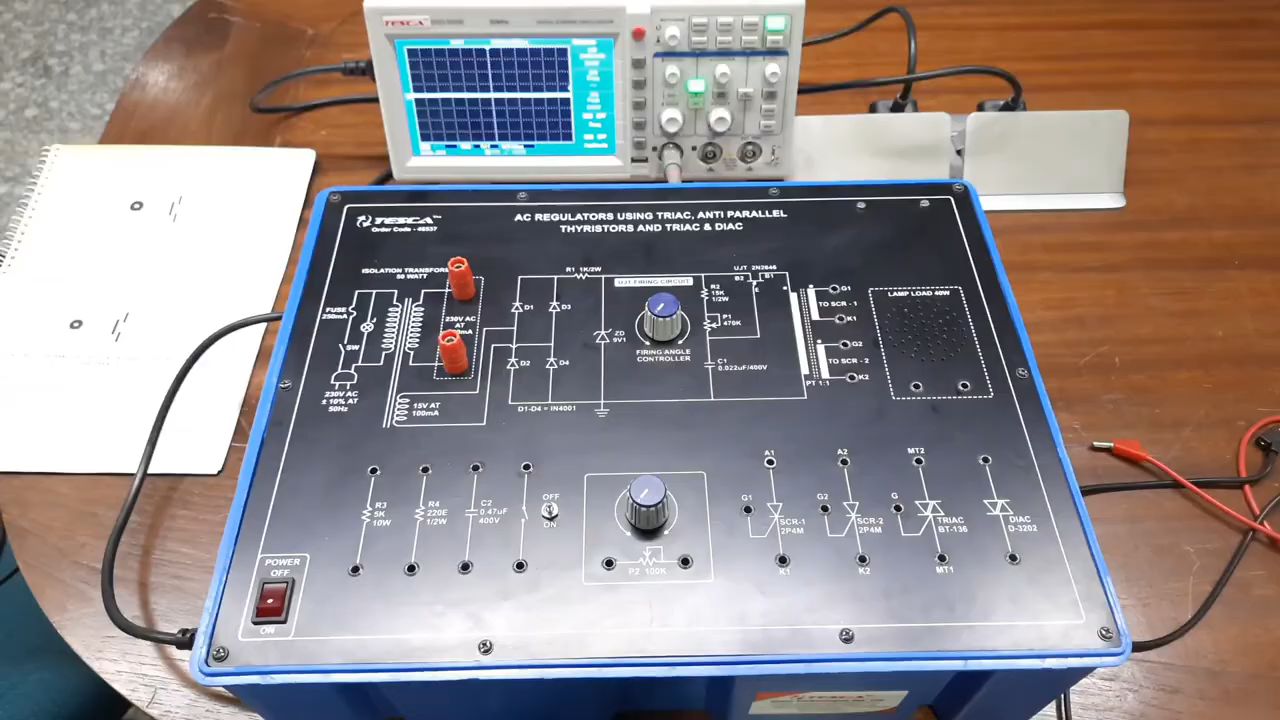 TESCA
TESCA
Order Code - 46537
AC REGULATORS USING TRIAC, ANTI PARALLEL
THYRISTORS AND TRIAC & DIAC
ISOLATION TRANSFOR
50 WATT
FUSE
250mA
L
SW
230V AC
± 10% AT
50Hz
230V AC
AT
mA
15V AT
100mA
D1
D3
D2
D4
D1-D4 = IN4001
R1 1K/2W
UJT FIRING CIRCUIT
ZD
9V1
FIRING ANGLE
CONTROLLER
R2
15K
1/2W
P1
470K
C1
0.022uF/400V
UJT 2N2646
B2
B1
E
PT 1:1
G1
TO SCR - 1
K1
G2
TO SCR - 2
K2
LAMP LOAD 40W
R3
5K
10W
R4
220E
1/2W
C2
0.47uF
400V
OFF
ON
P2 100K
A1
G1
SCR-1
2P4M
K1
A2
G2
SCR-2
2P4M
K2
MT2
G
TRIAC
BT-136
MT1
DIAC
D-3202
POWER
OFF
ON
TESCA